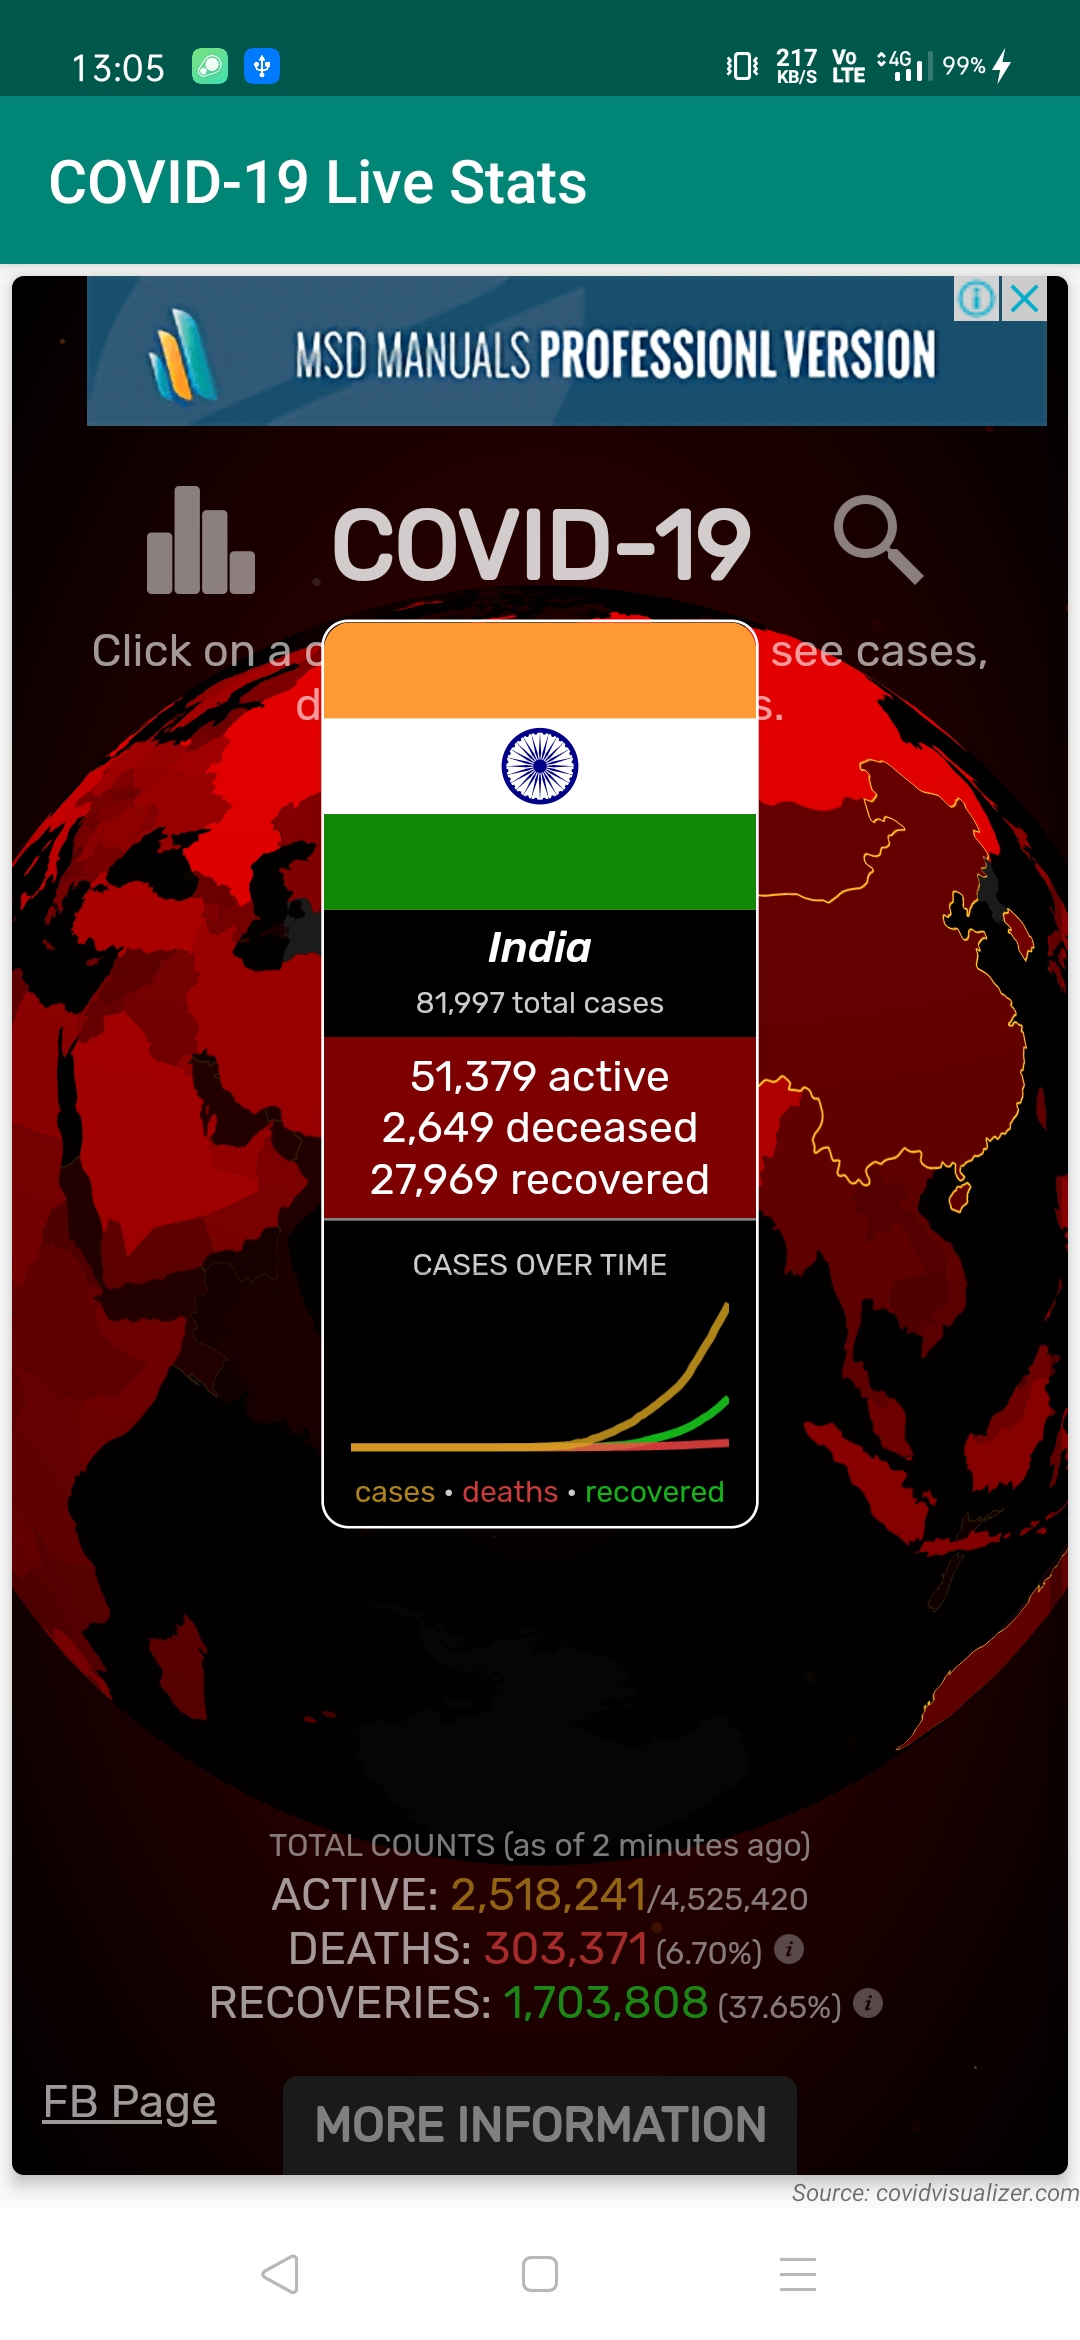 13:05
217 KB/S
Vo LTE
4G
99%
COVID-19 Live Stats
MSD MANUALS PROFESSIONL VERSION
COVID-19
Click on a c
see cases,
d
s.
India
81,997 total cases
51,379 active
2,649 deceased
27,969 recovered
CASES OVER TIME
cases • deaths • recovered
TOTAL COUNTS (as of 2 minutes ago)
ACTIVE: 2,518,241/4,525,420
DEATHS: 303,371 (6.70%) i
RECOVERIES: 1,703,808 (37.65%) i
FB Page
MORE INFORMATION
Source: covidvisualizer.com